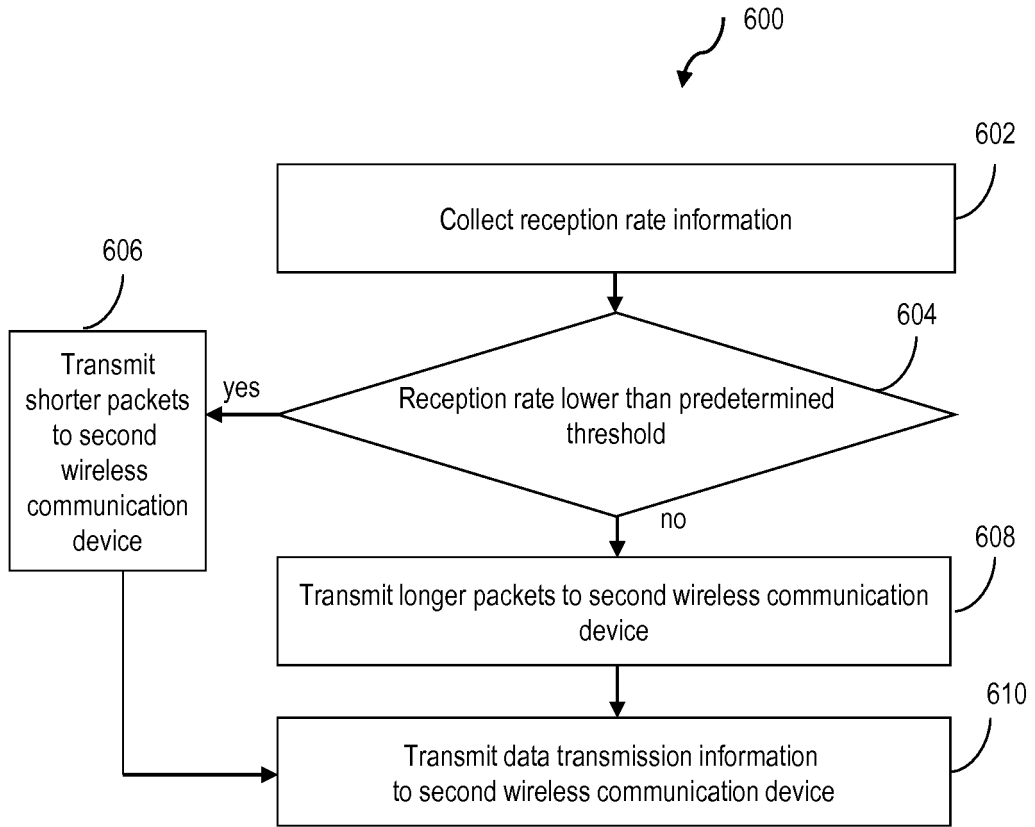 600
602
Collect reception rate information
606
604
Transmit
shorter packets
to second
wireless
communication
device
yes
Reception rate lower than predetermined
threshold
no
608
Transmit longer packets to second wireless communication
device
610
Transmit data transmission information
to second wireless communication device